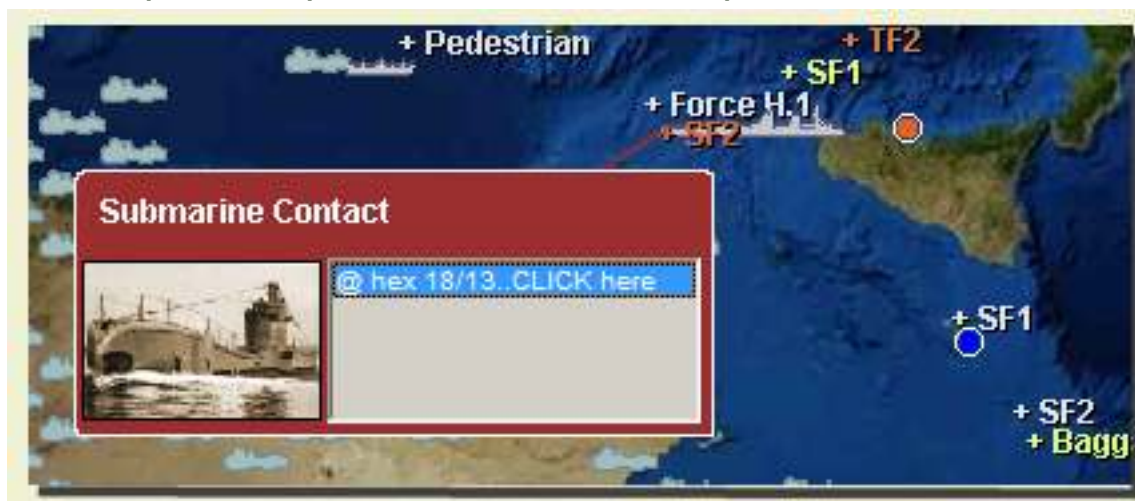 + Pedestrian
+ TF2
+ SF1
+ Force H.1
+ SF2
Submarine Contact
@ hex 18/13..CLICK here
+ SF1
+ SF2
+ Bagg